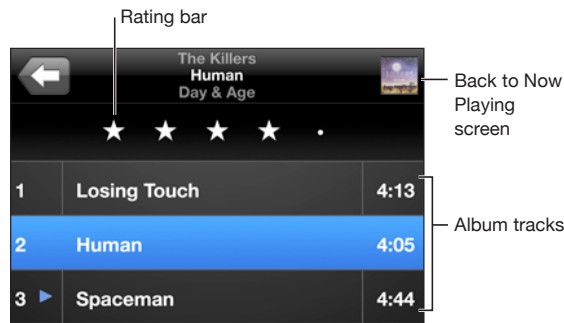 Rating bar
The Killers
Human
Day & Age
Back to Now
Playing
screen
1 Losing Touch 4:13
2 Human 4:05
3 Spaceman 4:44
Album tracks